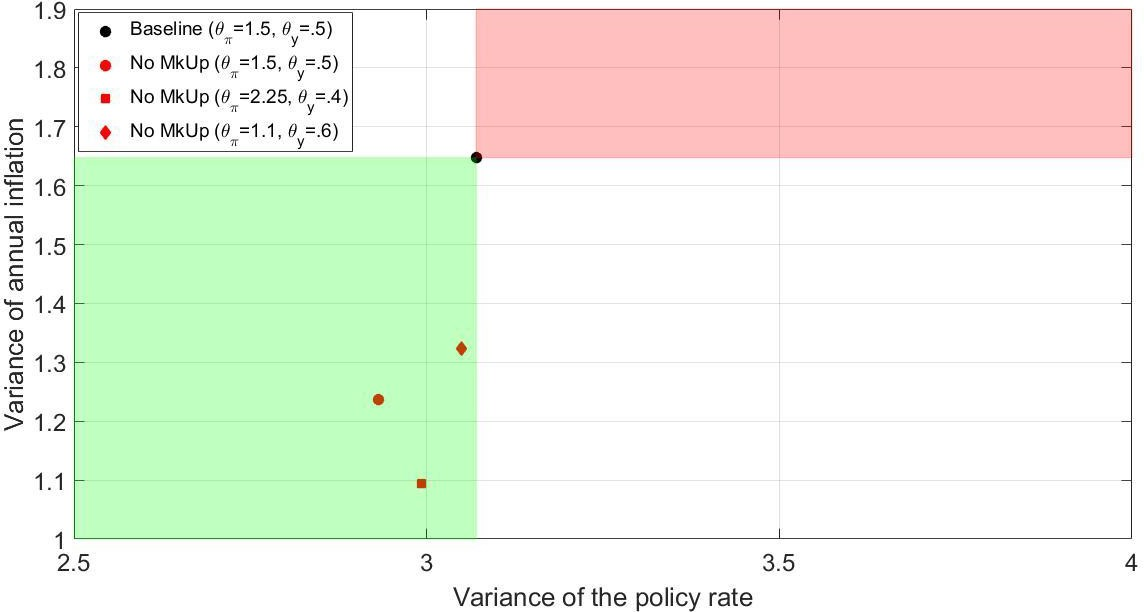 Baseline (θπ=1.5, θy=.5)
No MkUp (θπ=1.5, θy=.5)
No MkUp (θπ=2.25, θy=.4)
No MkUp (θπ=1.1, θy=.6)
1.9
1.8
1.7
1.6
1.5
1.4
1.3
1.2
1.1
1
Variance of annual inflation
2.5
3
3.5
4
Variance of the policy rate